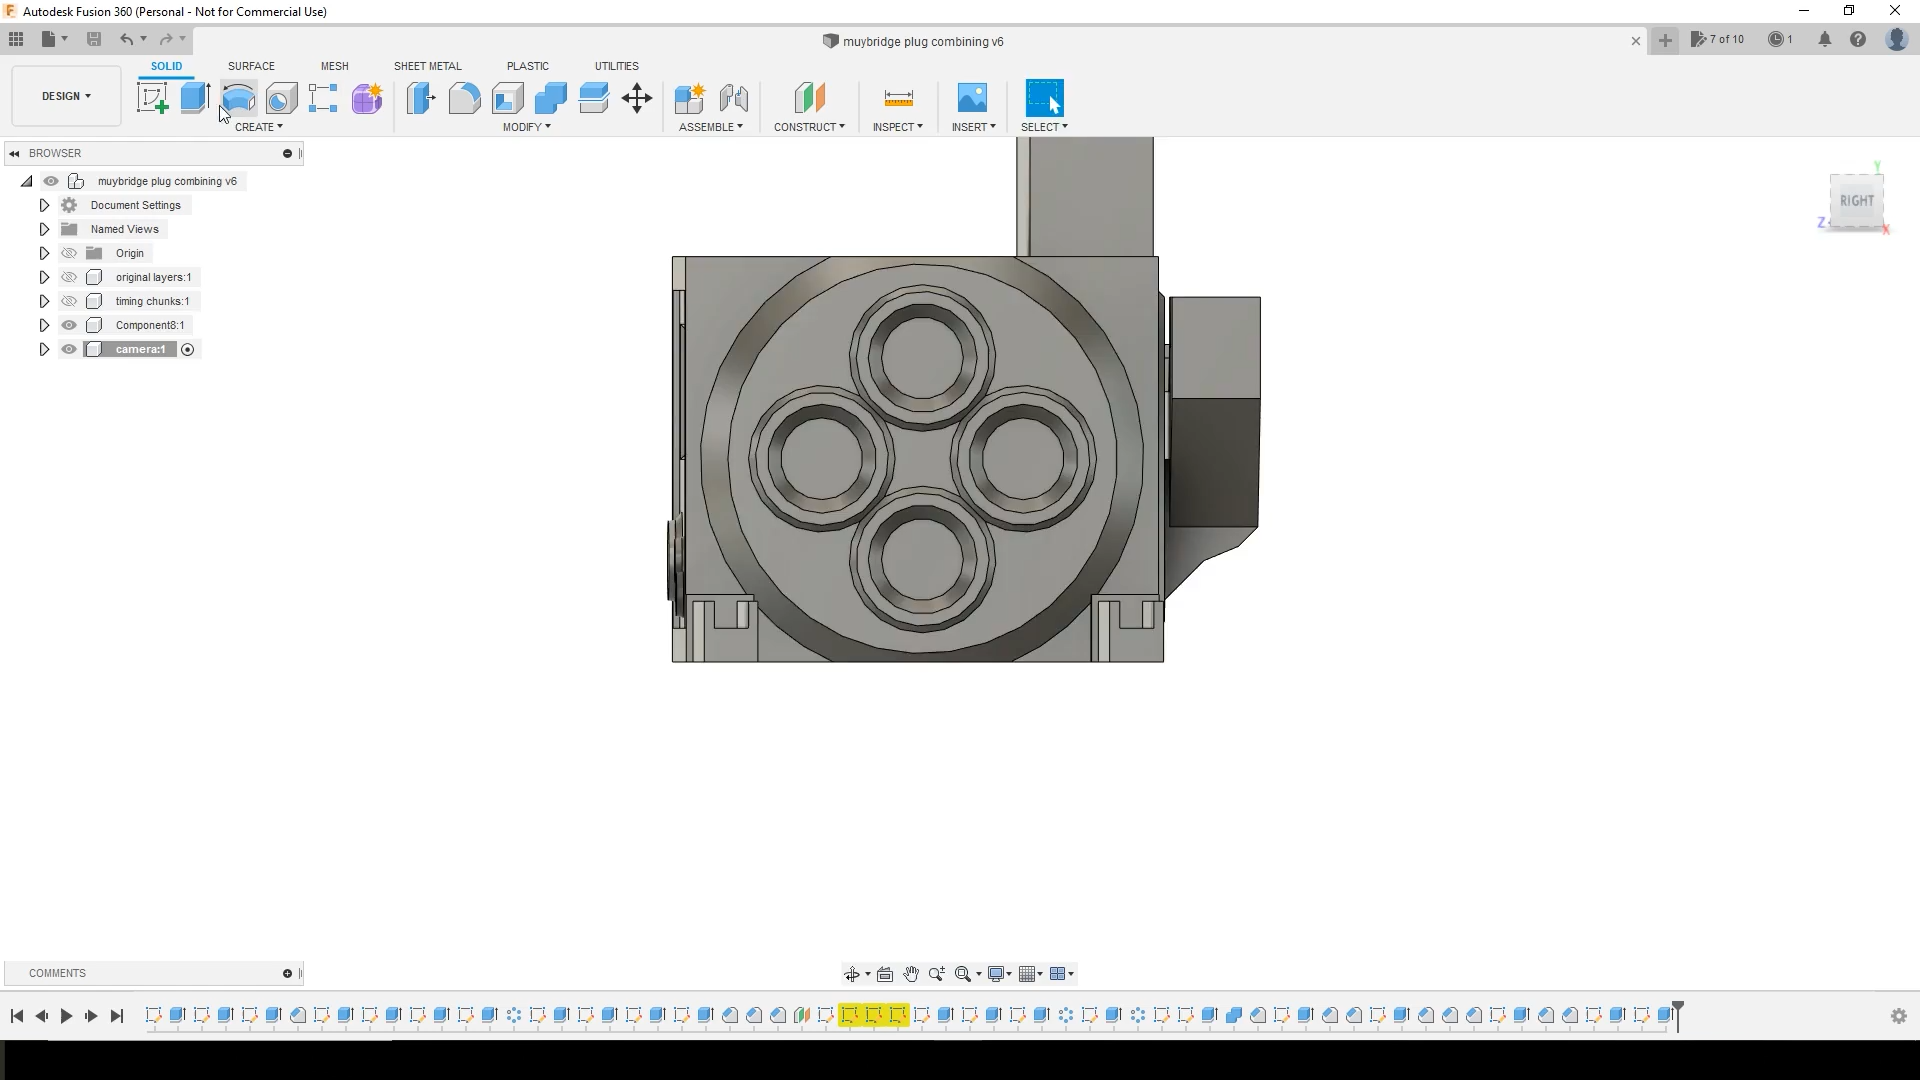 Autodesk Fusion 360 (Personal - Not for Commercial Use)
muybridge plug combining v6
7 of 10
1
DESIGN
SOLID
SURFACE
MESH
SHEET METAL
PLASTIC
UTILITIES
CREATE
MODIFY
ASSEMBLE
CONSTRUCT
INSPECT
INSERT
SELECT
BROWSER
muybridge plug combining v6
Document Settings
Named Views
Origin
original layers:1
timing chunks:1
Component8:1
camera:1
Y
RIGHT
Z
X
COMMENTS